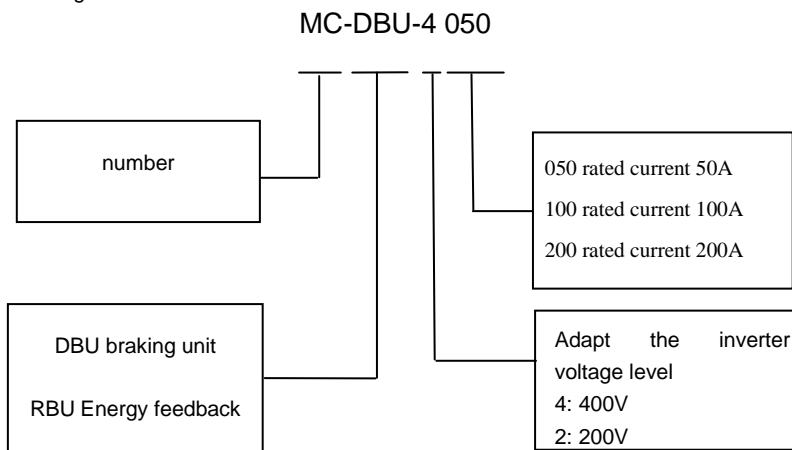 MC-DBU-4 050
number
050 rated current 50A
100 rated current 100A
200 rated current 200A
DBU braking unit
RBU Energy feedback
Adapt the inverter
voltage level
4: 400V
2: 200V